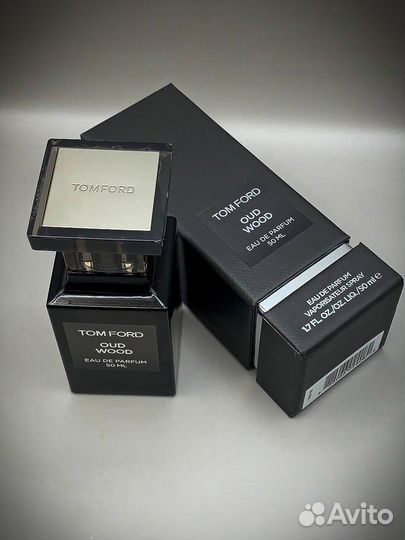 TOM FORD
TOM FORD
OUD
WOOD
EAU DE PARFUM
50 ML
TOM FORD
OUD
WOOD
EAU DE PARFUM
50 ML
EAU DE PARFUM
VAPORISATEUR SPRAY
1.7 FL.OZ./OZ.LIQ./50 ml e
Avito